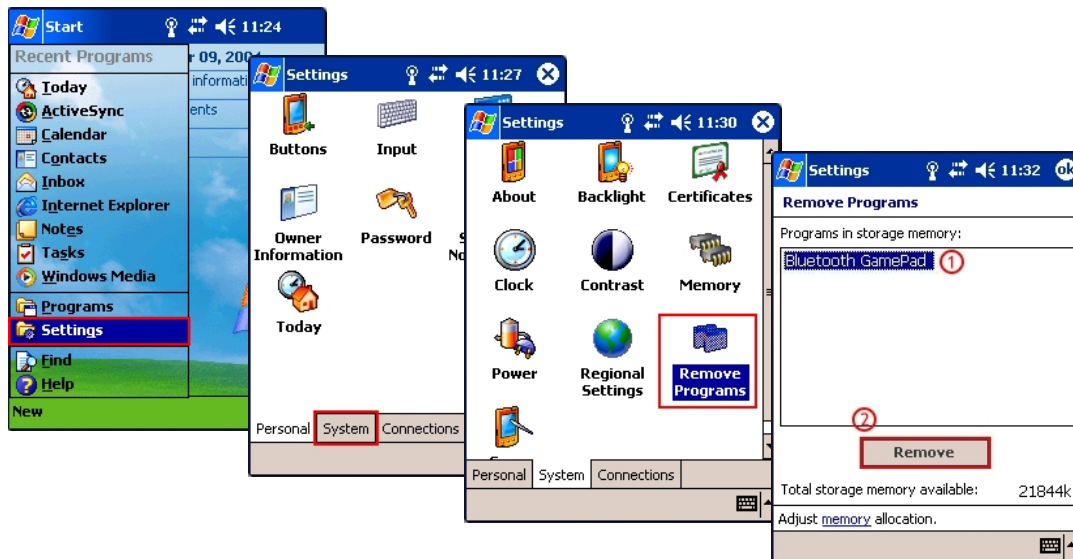 Start 11:24
Recent Programs
Today
ActiveSync
Calendar
Contacts
Inbox
Internet Explorer
Notes
Tasks
Windows Media
Programs
Settings
Find
Help
New
r 09, 200
informati
ents
Settings 11:27
Buttons Input
Owner Information Password
Today
Personal System Connections
Settings 11:30
About Backlight Certificates
Clock Contrast Memory
Power Regional Settings Remove Programs
Personal System Connections
Settings 11:32 ok
Remove Programs
Programs in storage memory:
Bluetooth GamePad 1
2
Remove
Total storage memory available: 21844k
Adjust memory allocation.